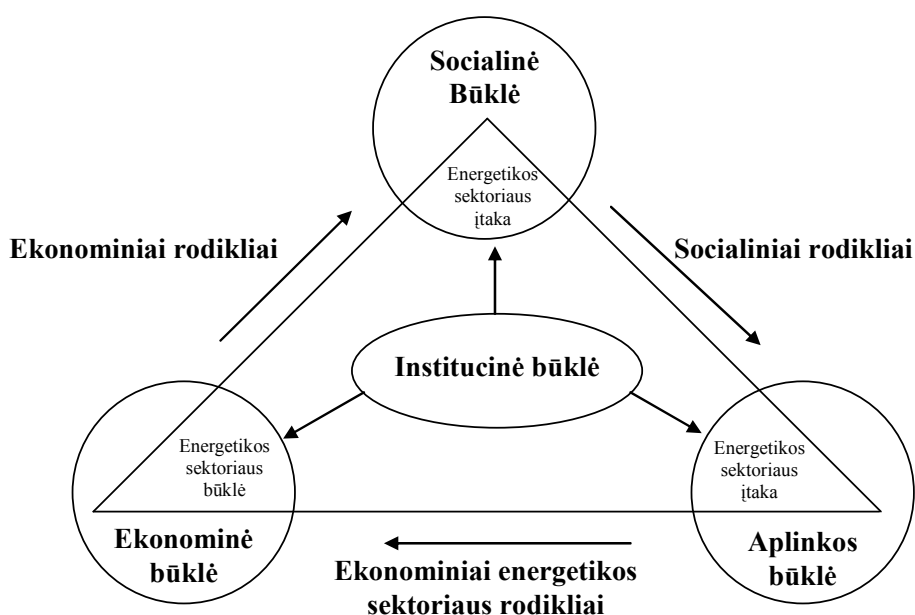 Socialinė
Būklė
Energetikos
sektoriaus
įtaka
Ekonominiai rodikliai
Socialiniai rodikliai
Institucinė būklė
Energetikos
sektoriaus
būklė
Energetikos
sektoriaus
įtaka
Ekonominė
būklė
Aplinkos
būklė
Ekonominiai energetikos
sektoriaus rodikliai